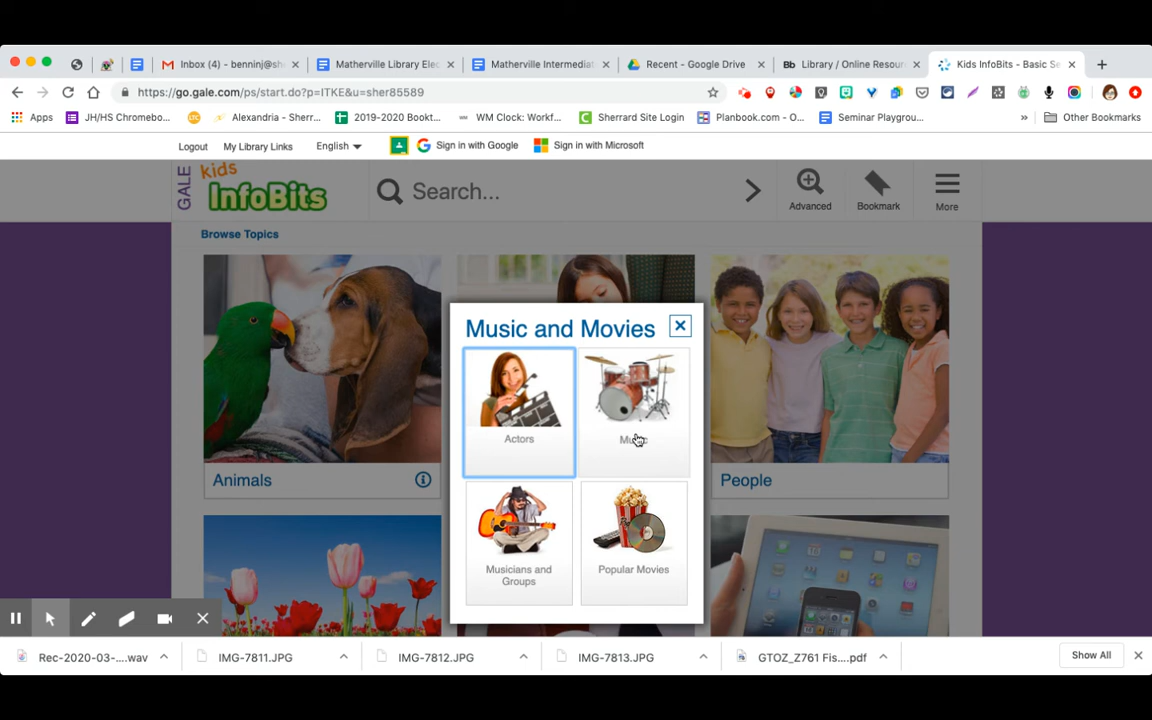 Inbox (4) - benninj@sh
Matherville Library Elec
Matherville Intermediat
Recent - Google Drive
Bb Library / Online Resourc
Kids InfoBits - Basic Se
https://go.gale.com/ps/start.do?p=ITKE&u=sher85589
Apps
JH/HS Chromebo...
Alexandria - Sherr...
2019-2020 Bookt...
WM Clock: Workf...
Sherrard Site Login
Planbook.com - O...
Seminar Playgrou...
» Other Bookmarks
Logout
My Library Links
English
Sign in with Google
Sign in with Microsoft
GALE
kids
InfoBits
Search...
Advanced
Bookmark
More
Browse Topics
Music and Movies
Actors
Musicians and
Groups
Popular Movies
Animals
People
Rec-2020-03-....wav
IMG-7811.JPG
IMG-7812.JPG
IMG-7813.JPG
GTOZ_Z761 Fis....pdf
Show All